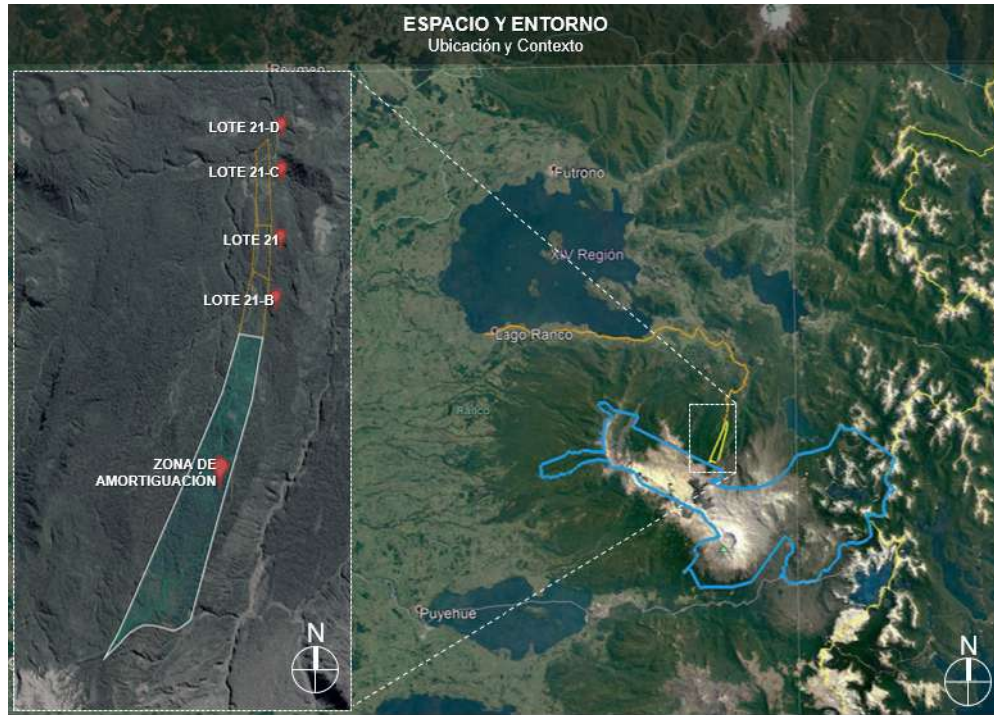 ESPACIO Y ENTORNO
Ubicación y Contexto
LOTE 21-D
LOTE 21-C
LOTE 21
LOTE 21-B
ZONA DE
AMORTIGUACIÓN
N
Futrono
XIV Región
Lago Ranco
Ranco
Puyehue
N